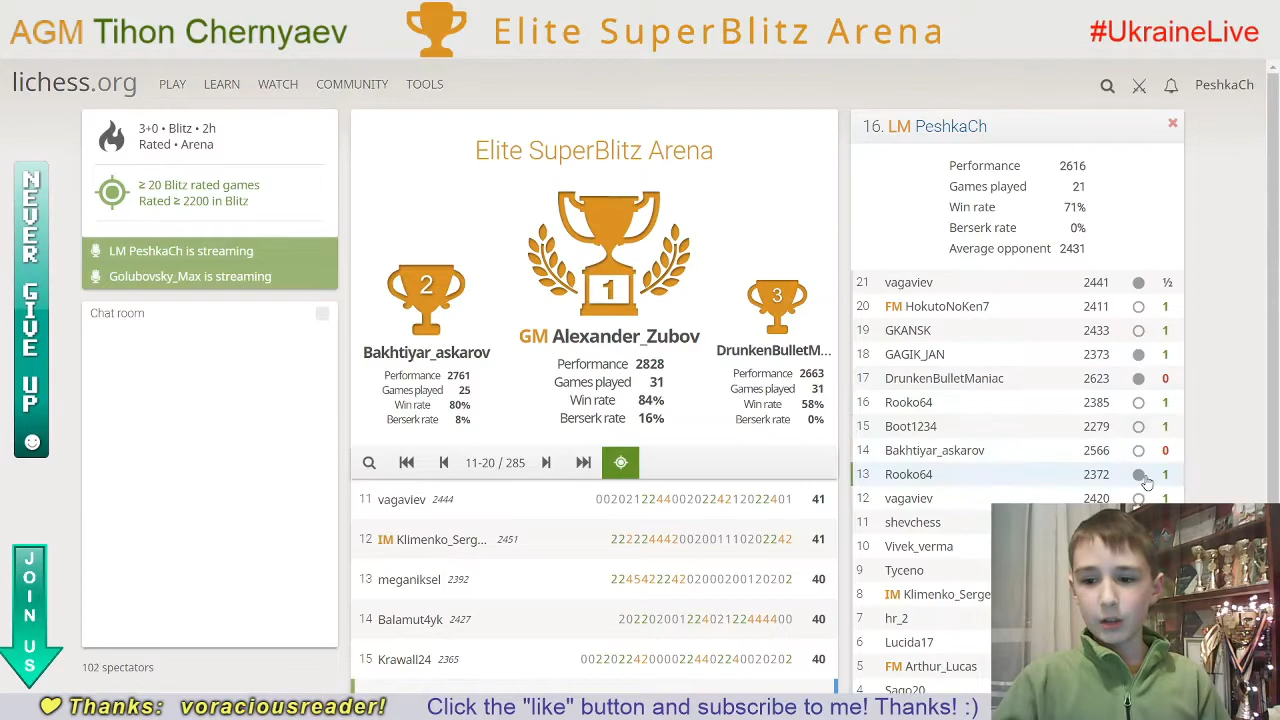 AGM Tihon Chernyaev
Elite SuperBlitz Arena
#UkraineLive
lichess.org PLAY LEARN WATCH COMMUNITY TOOLS PeshkaCh
NEVER GIVE UP
JOIN US
3+0 • Blitz • 2h
Rated • Arena
≥ 20 Blitz rated games
Rated ≥ 2200 in Blitz
LM PeshkaCh is streaming
Golubovsky_Max is streaming
Chat room
102 spectators
Elite SuperBlitz Arena
2
Bakhtiyar_askarov
Performance 2761
Games played 25
Win rate 80%
Berserk rate 8%
1
GM Alexander_Zubov
Performance 2828
Games played 31
Win rate 84%
Berserk rate 16%
3
DrunkenBulletM...
Performance 2663
Games played 31
Win rate 58%
Berserk rate 0%
11-20 / 285
11 vagaviev 2444 00202122440020224212022401 41
12 IM Klimenko_Serg... 2451 222224442002001110202242 41
13 meganiksel 2392 22454222420200020012020​2 40
14 Balamut4yk 2427 20220200122402122444400 40
15 Krawall24 2365 0022022422000022442242002020​2 40
16. LM PeshkaCh
Performance 2616
Games played 21
Win rate 71%
Berserk rate 0%
Average opponent 2431
21 vagaviev 2441 ½
20 FM HokutoNoKen7 2411 1
19 GKANSK 2433 1
18 GAGIK_JAN 2373 1
17 DrunkenBulletManiac 2623 0
16 Rooko64 2385 1
15 Boot1234 2279 1
14 Bakhtiyar_askarov 2566 0
13 Rooko64 2372 1
12 vagaviev 2420 1
11 shevchess
10 Vivek_verma
9 Tyceno
8 IM Klimenko_Serge
7 hr_2
6 Lucida17
5 FM Arthur_Lucas
4 Sago20
Thanks: voraciousreader!
Click the "like" button and subscribe to me! Thanks! :)